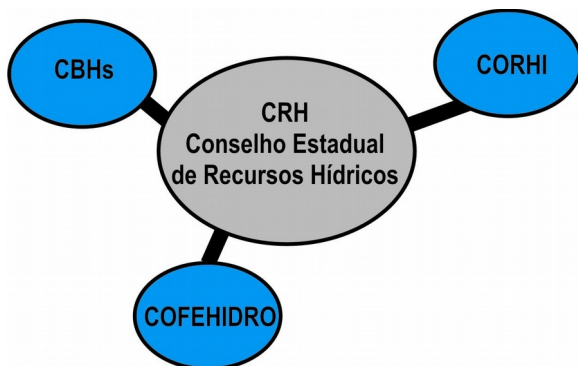 CBHs
CORHI
CRH
Conselho Estadual
de Recursos Hídricos
COFEHIDRO